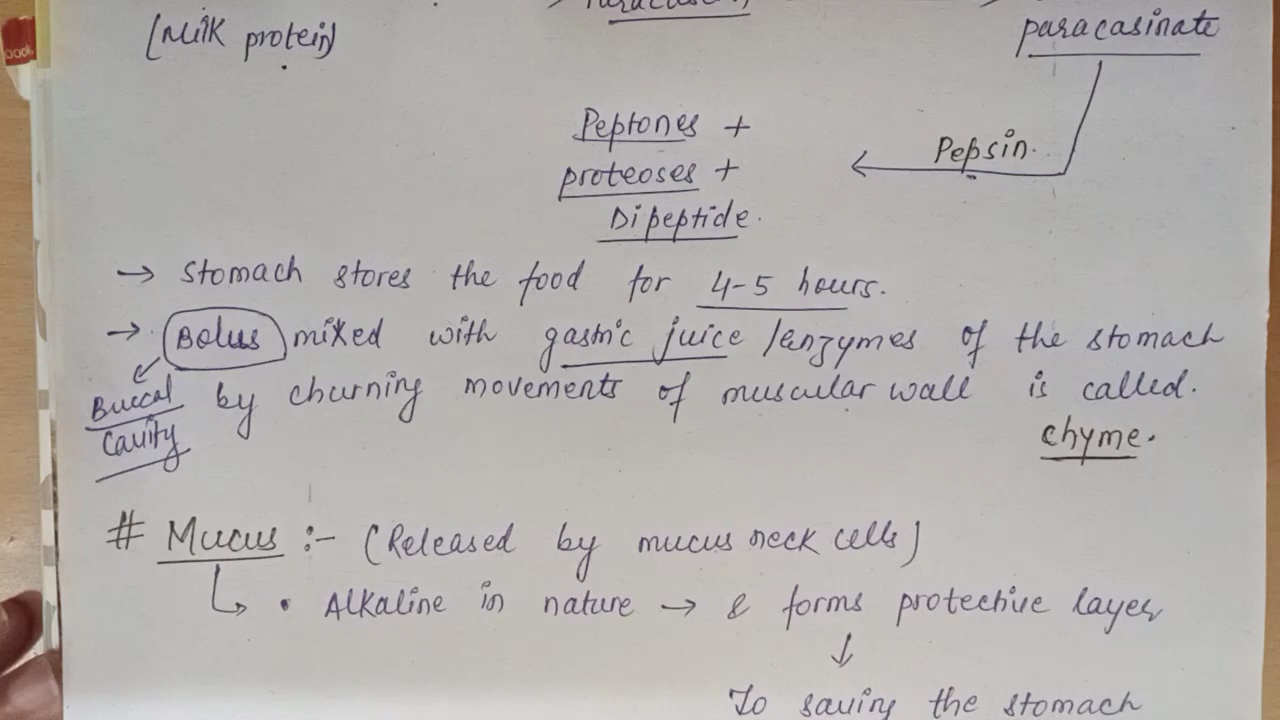 (Milk protein)
paracasinate
Pepsin.
Peptones +
proteoses +
Dipeptide.
→ Stomach stores the food for 4-5 hours.
→ Bolus mixed with gastric juice /enzymes of the stomach
Buccal cavity
by churning movements of muscular wall is called.
chyme.
# Mucus :- (Released by mucus neck cells)
• Alkaline in nature → & forms protective layer
To saving the stomach
book